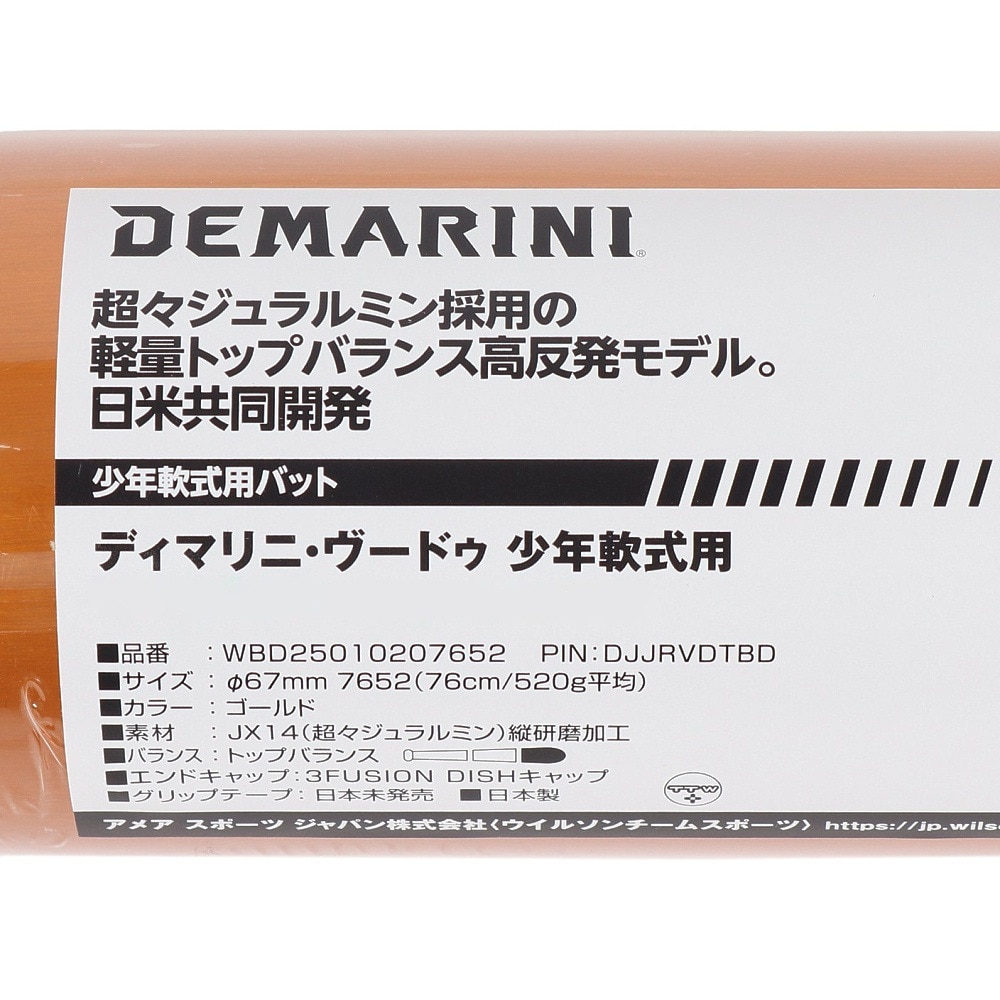 DEMARINI®
超々ジュラルミン採用の
軽量トップバランス高反発モデル。
日米共同開発
少年軟式用バット
ディマリニ・ヴードゥ 少年軟式用
■品番 : WBD25010207652 PIN:DJJRVDTBD
■サイズ : φ67mm 7652(76cm/520g平均)
■カラー : ゴールド
■素材 : JX14(超々ジュラルミン)縦研磨加工
■バランス : トップバランス
■エンドキャップ : 3FUSION DISHキャップ
■グリップテープ : 日本未発売 ■日本製
TTW
アメア スポーツ ジャパン株式会社〈ウイルソンチームスポーツ〉 https://jp.wils